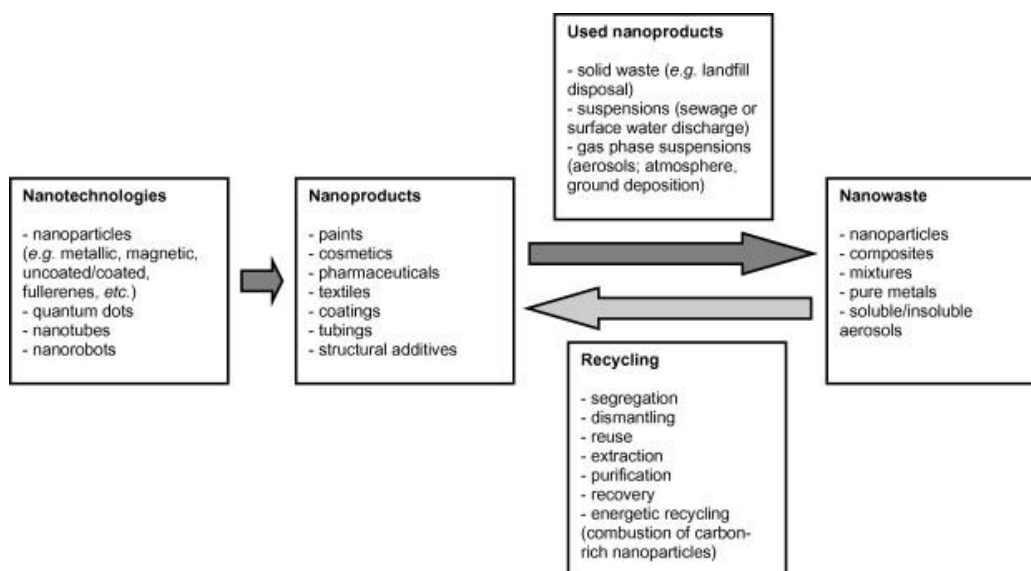 Used nanoproducts
- solid waste (e.g. landfill
disposal)
- suspensions (sewage or
surface water discharge)
- gas phase suspensions
(aerosols; atmosphere,
ground deposition)
Nanotechnologies
- nanoparticles
(e.g. metallic, magnetic,
uncoated/coated,
fullerenes, etc.)
- quantum dots
- nanotubes
- nanorobots
Nanoproducts
- paints
- cosmetics
- pharmaceuticals
- textiles
- coatings
- tubings
- structural additives
Nanowaste
- nanoparticles
- composites
- mixtures
- pure metals
- soluble/insoluble
aerosols
Recycling
- segregation
- dismantling
- reuse
- extraction
- purification
- recovery
- energetic recycling
(combustion of carbon-
rich nanoparticles)